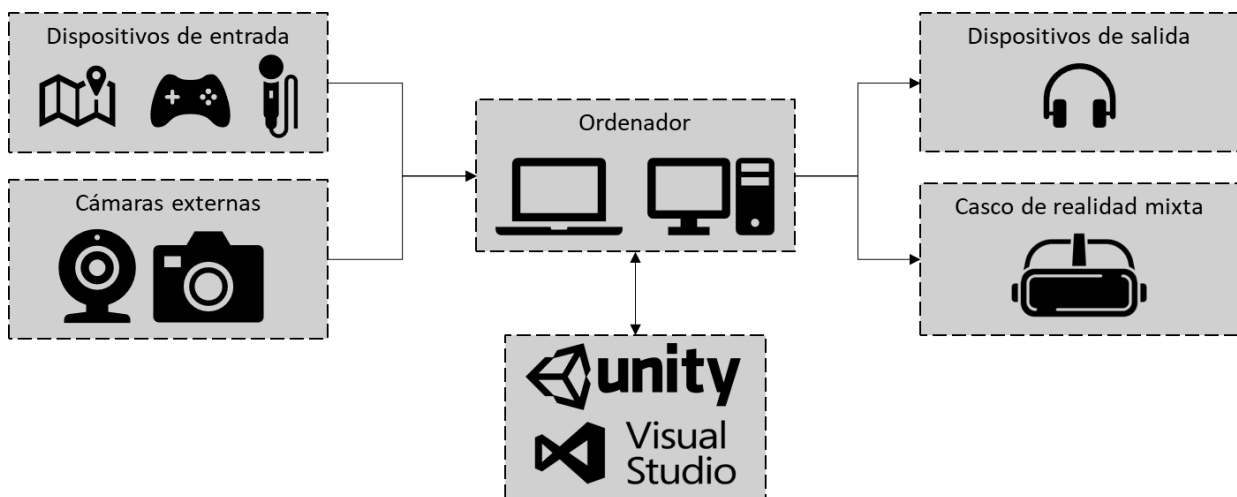 Dispositivos de entrada
Cámaras externas
Ordenador
unity
Visual
Studio
Dispositivos de salida
Casco de realidad mixta